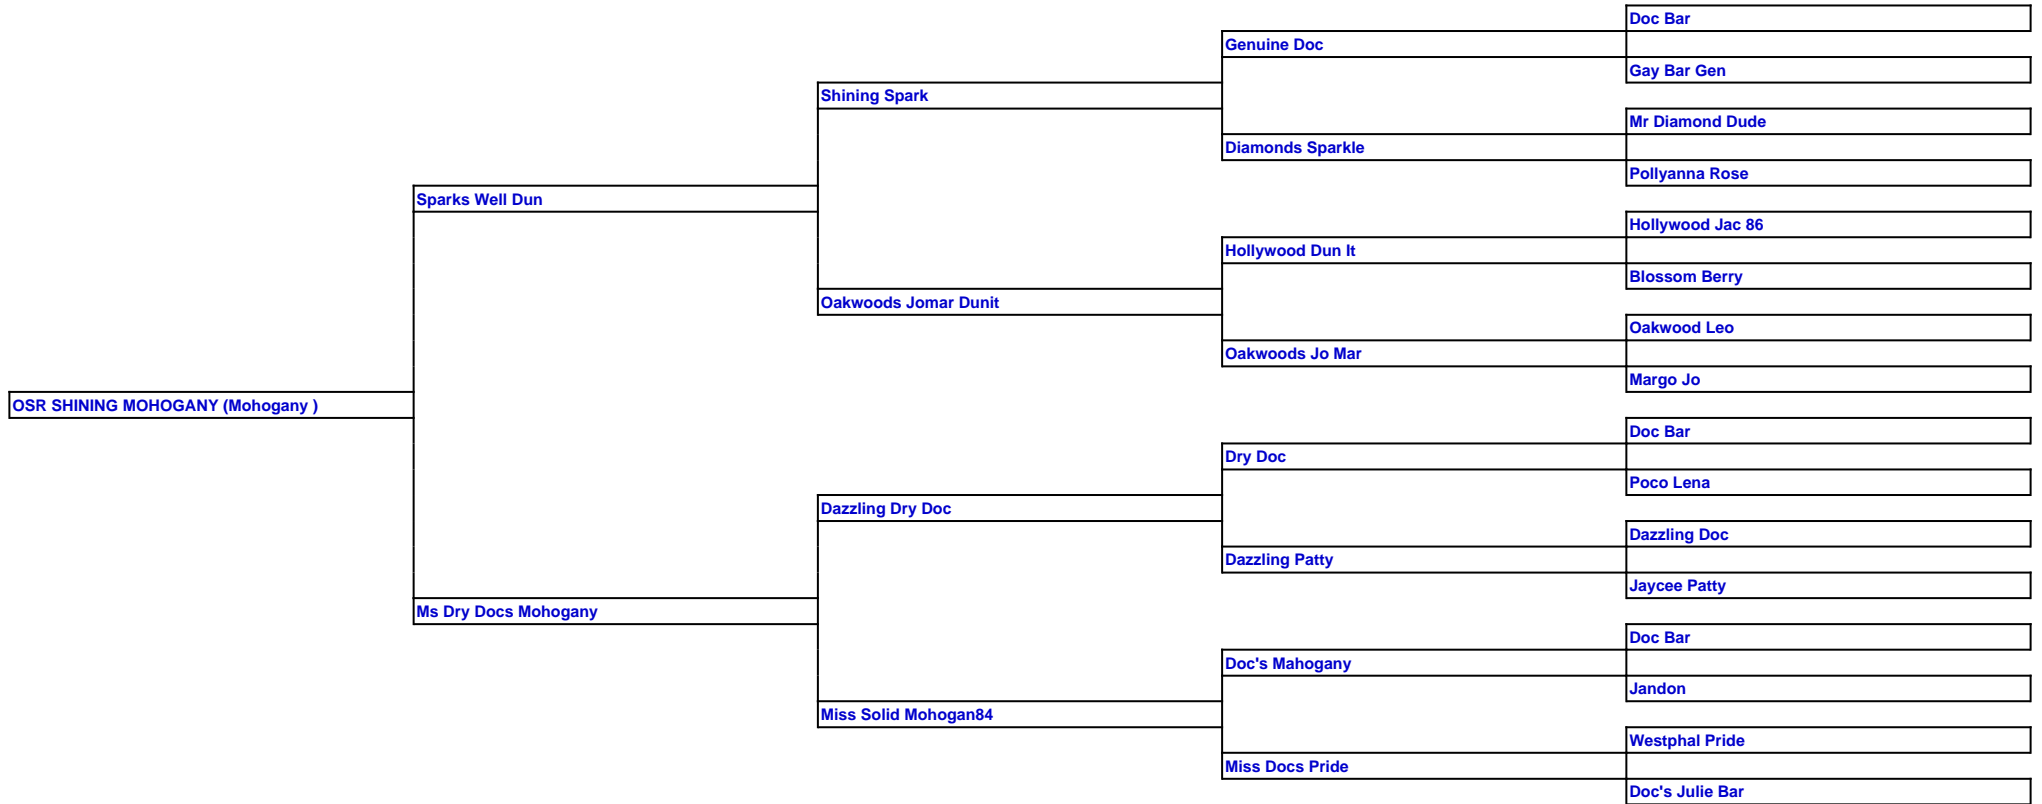 Doc Bar
Genuine Doc
Gay Bar Gen
Shining Spark
Mr Diamond Dude
Diamonds Sparkle
Pollyanna Rose
Sparks Well Dun
Hollywood Jac 86
Hollywood Dun It
Blossom Berry
Oakwoods Jomar Dunit
Oakwood Leo
Oakwoods Jo Mar
Margo Jo
OSR SHINING MOHOGANY (Mohogany )
Doc Bar
Dry Doc
Poco Lena
Dazzling Dry Doc
Dazzling Doc
Dazzling Patty
Jaycee Patty
Ms Dry Docs Mohogany
Doc Bar
Doc's Mahogany
Jandon
Miss Solid Mohogan84
Westphal Pride
Miss Docs Pride
Doc's Julie Bar